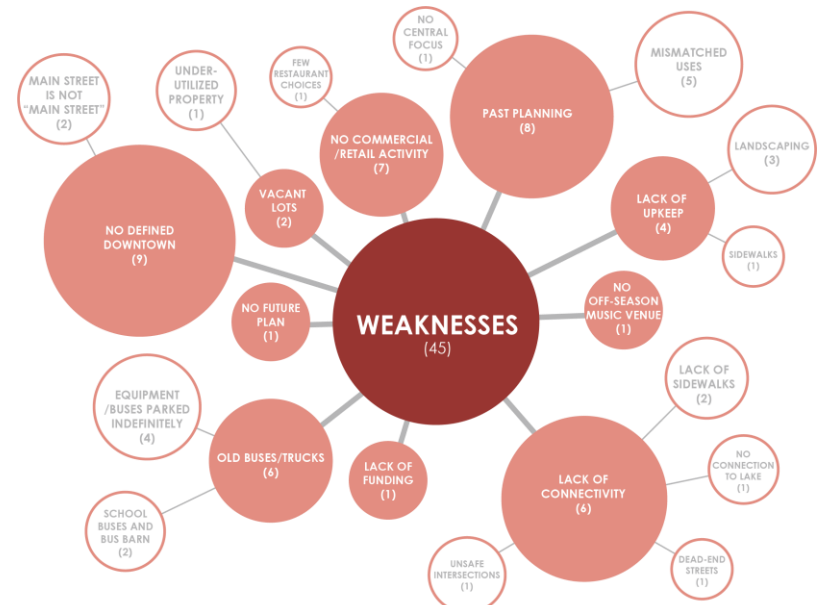 NO
CENTRAL
FOCUS
(1)
MISMATCHED
USES
(5)
MAIN STREET
IS NOT
"MAIN STREET"
(2)
UNDER-
UTILIZED
PROPERTY
(1)
FEW
RESTAURANT
CHOICES
(1)
PAST PLANNING
(8)
NO COMMERCIAL
/RETAIL ACTIVITY
(7)
LANDSCAPING
(3)
VACANT
LOTS
(2)
LACK OF
UPKEEP
(4)
NO DEFINED
DOWNTOWN
(9)
SIDEWALKS
(1)
NO FUTURE
PLAN
(1)
WEAKNESSES
(45)
NO
OFF-SEASON
MUSIC VENUE
(1)
EQUIPMENT
/BUSES PARKED
INDEFINITELY
(4)
LACK OF
SIDEWALKS
(2)
OLD BUSES/TRUCKS
(6)
LACK OF
FUNDING
(1)
LACK OF
CONNECTIVITY
(6)
NO
CONNECTION
TO LAKE
(1)
SCHOOL
BUSES AND
BUS BARN
(2)
UNSAFE
INTERSECTIONS
(1)
DEAD-END
STREETS
(1)